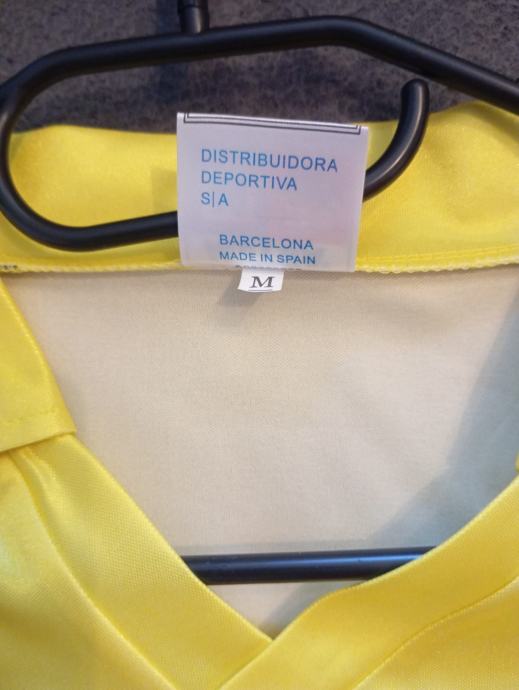 DISTRIBUIDORA
DEPORTIVA
S|A
BARCELONA
MADE IN SPAIN
M